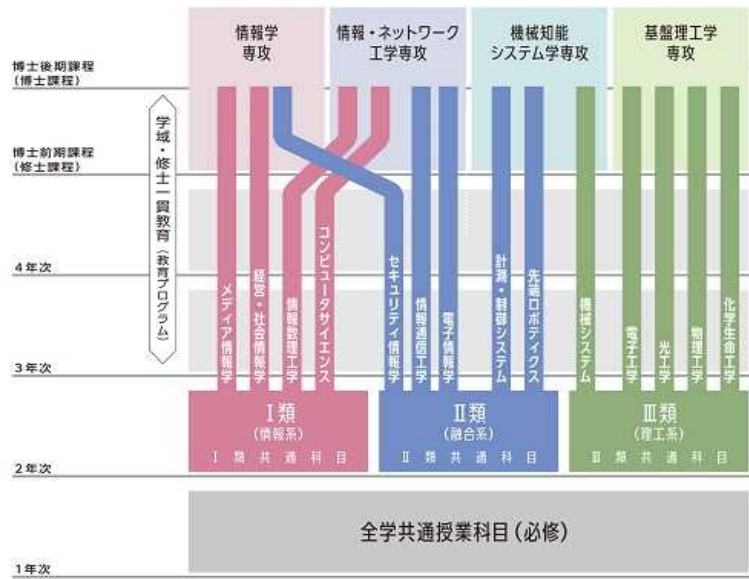 情報学
専攻
情報・ネットワーク
工学専攻
機械知能
システム学専攻
基盤理工学
専攻
博士後期課程
(博士課程)
博士前期課程
(修士課程)
学域・修士一貫教育(教育プログラム)
4年次
3年次
2年次
1年次
メディア情報学
経営・社会情報学
情報数理工学
コンピュータサイエンス
セキュリティ情報学
情報通信工学
電子情報学
計測・制御システム
先端ロボティクス
機械システム
電子工学
光工学
物理工学
化学生命工学
Ⅰ類
(情報系)
Ⅰ類共通科目
Ⅱ類
(融合系)
Ⅱ類共通科目
Ⅲ類
(理工系)
Ⅲ類共通科目
全学共通授業科目(必修)